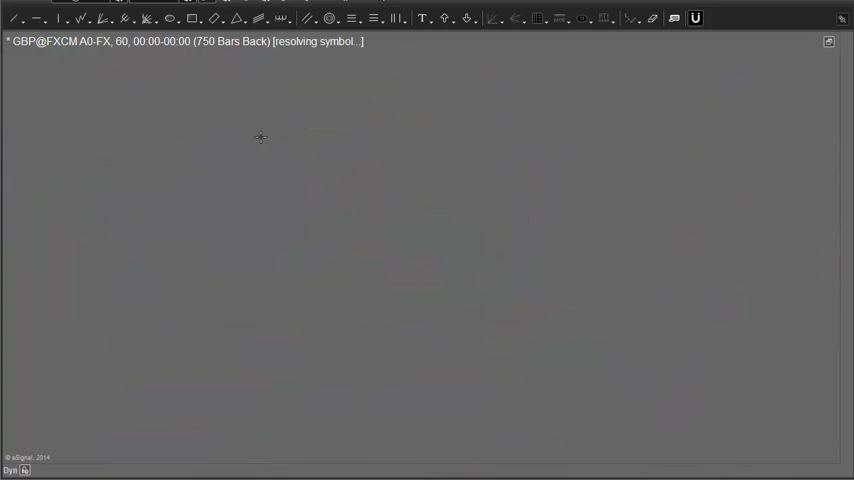 T U
* GBP@FXCM A0-FX, 60, 00:00-00:00 (750 Bars Back) [resolving symbol...]
© eSignal, 2014
Dyn